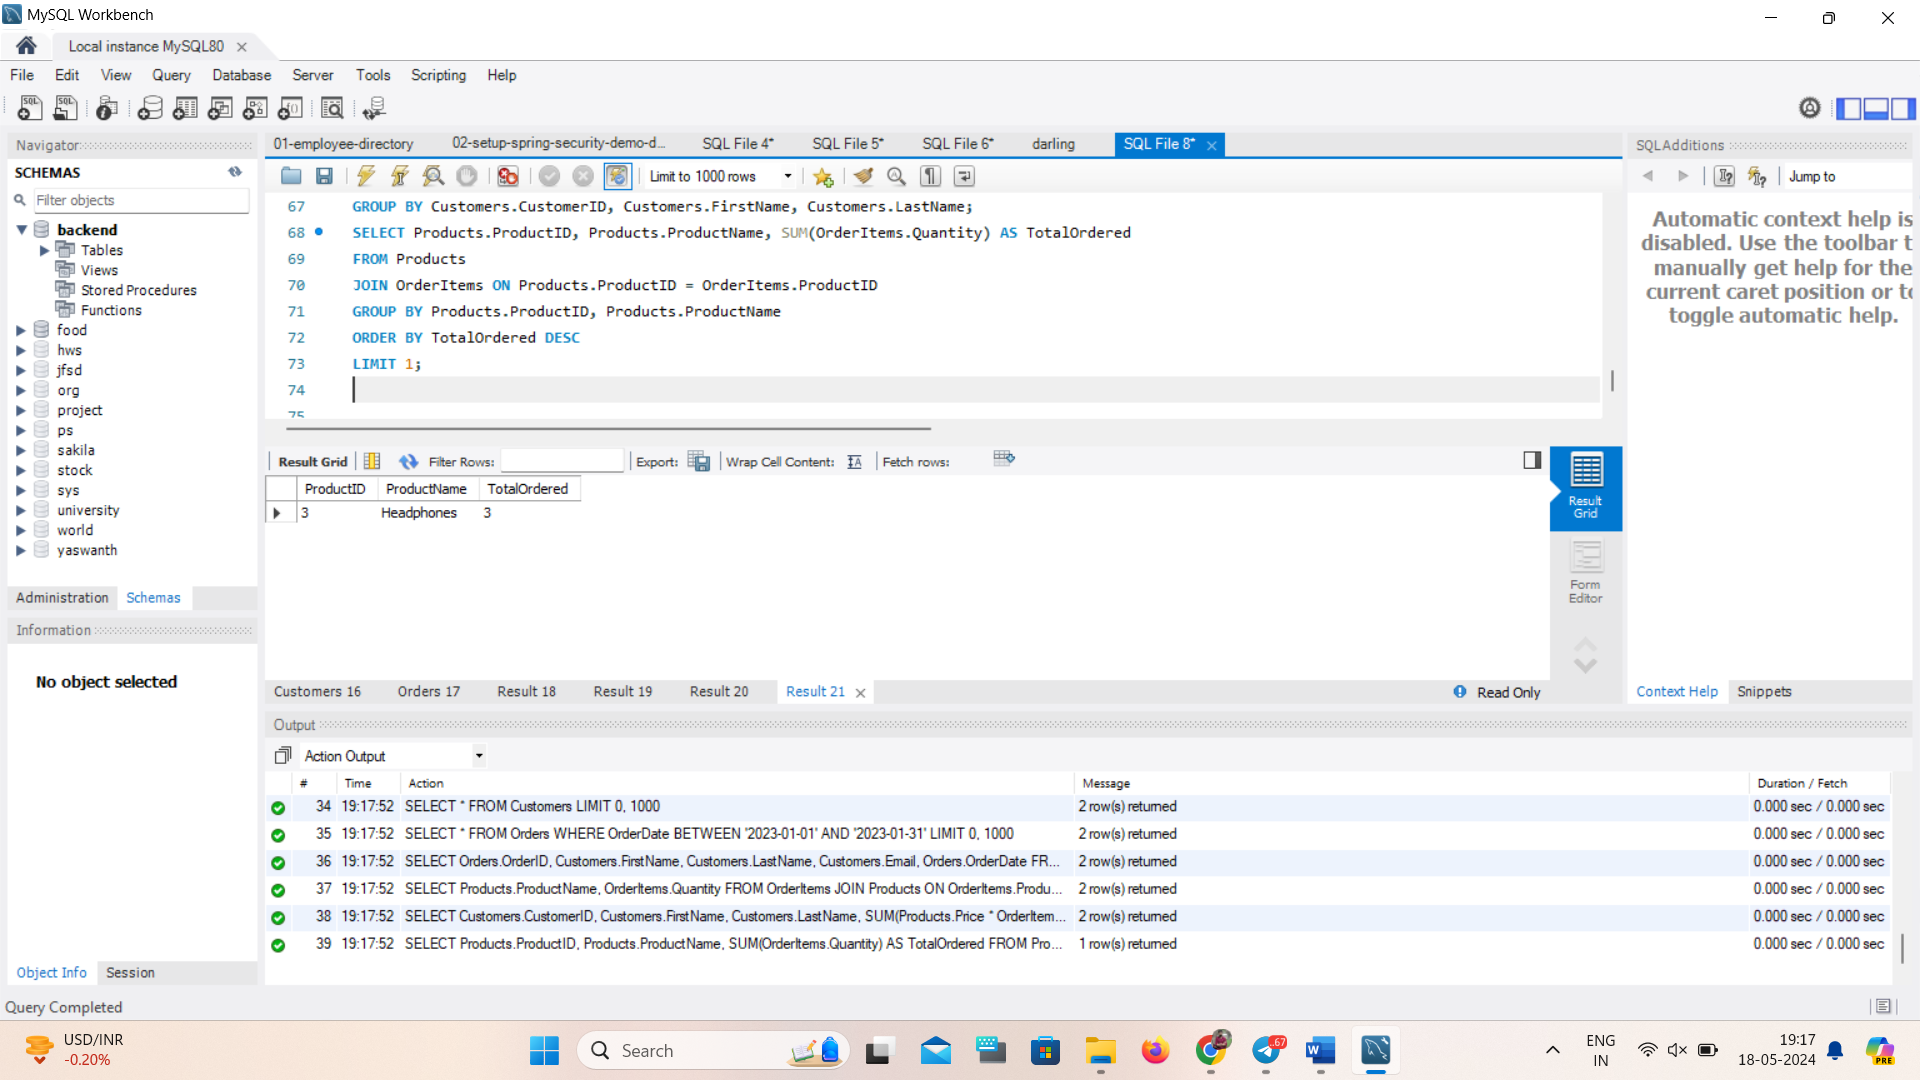 MySQL Workbench
Local instance MySQL80
File Edit View Query Database Server Tools Scripting Help
Navigator
SCHEMAS
Filter objects
backend
Tables
Views
Stored Procedures
Functions
food
hws
jfsd
org
project
ps
sakila
stock
sys
university
world
yaswanth
Administration Schemas
Information
No object selected
Object Info Session
01-employee-directory 02-setup-spring-security-demo-d... SQL File 4* SQL File 5* SQL File 6* darling SQL File 8*
Limit to 1000 rows
67 GROUP BY Customers.CustomerID, Customers.FirstName, Customers.LastName;
68 SELECT Products.ProductID, Products.ProductName, SUM(OrderItems.Quantity) AS TotalOrdered
69 FROM Products
70 JOIN OrderItems ON Products.ProductID = OrderItems.ProductID
71 GROUP BY Products.ProductID, Products.ProductName
72 ORDER BY TotalOrdered DESC
73 LIMIT 1;
74
75
Result Grid Filter Rows: Export: Wrap Cell Content: Fetch rows:
ProductID ProductName TotalOrdered
3 Headphones 3
Result Grid
Form Editor
Customers 16 Orders 17 Result 18 Result 19 Result 20 Result 21 Read Only
SQLAdditions
Jump to
Automatic context help is
disabled. Use the toolbar t
manually get help for the
current caret position or to
toggle automatic help.
Context Help Snippets
Output
Action Output
# Time Action Message Duration / Fetch
34 19:17:52 SELECT * FROM Customers LIMIT 0, 1000 2 row(s) returned 0.000 sec / 0.000 sec
35 19:17:52 SELECT * FROM Orders WHERE OrderDate BETWEEN '2023-01-01' AND '2023-01-31' LIMIT 0, 1000 2 row(s) returned 0.000 sec / 0.000 sec
36 19:17:52 SELECT Orders.OrderID, Customers.FirstName, Customers.LastName, Customers.Email, Orders.OrderDate FR... 2 row(s) returned 0.000 sec / 0.000 sec
37 19:17:52 SELECT Products.ProductName, OrderItems.Quantity FROM OrderItems JOIN Products ON OrderItems.Produ... 2 row(s) returned 0.000 sec / 0.000 sec
38 19:17:52 SELECT Customers.CustomerID, Customers.FirstName, Customers.LastName, SUM(Products.Price * OrderItem... 2 row(s) returned 0.000 sec / 0.000 sec
39 19:17:52 SELECT Products.ProductID, Products.ProductName, SUM(OrderItems.Quantity) AS TotalOrdered FROM Pro... 1 row(s) returned 0.000 sec / 0.000 sec
Query Completed
USD/INR
-0.20%
Search
67
ENG
IN
19:17
18-05-2024
PRE